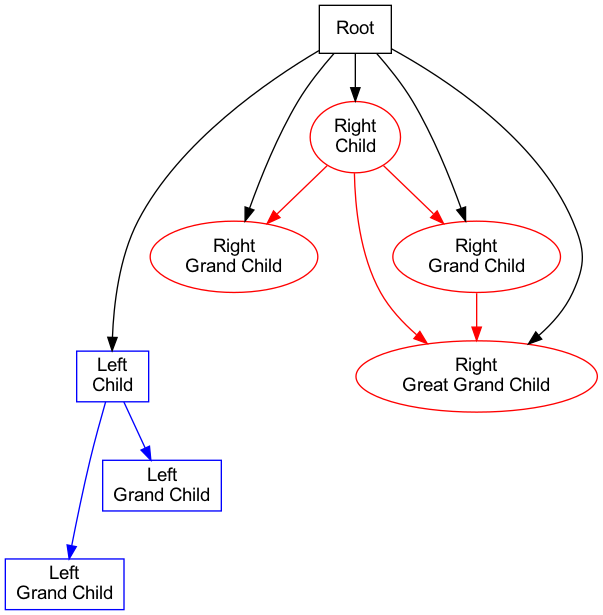 Root
Right
Child
Right
Grand Child
Right
Grand Child
Left
Child
Right
Great Grand Child
Left
Grand Child
Left
Grand Child